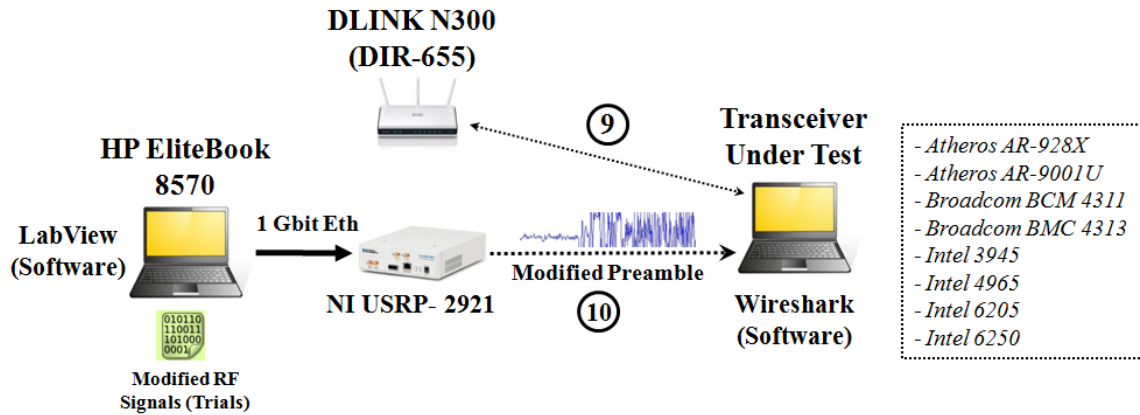 DLINK N300
(DIR-655)
9
Transceiver
Under Test
HP EliteBook
8570
LabView
(Software)
1 Gbit Eth
NI USRP- 2921
Modified Preamble
10
Wireshark
(Software)
010110
110011
101000
0001
Modified RF
Signals (Trials)
- Atheros AR-928X
- Atheros AR-9001U
- Broadcom BCM 4311
- Broadcom BMC 4313
- Intel 3945
- Intel 4965
- Intel 6205
- Intel 6250